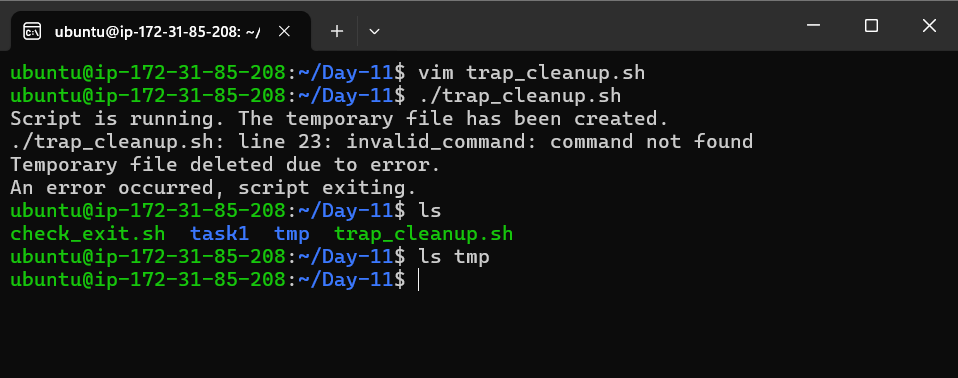 ubuntu@ip-172-31-85-208: ~/
ubuntu@ip-172-31-85-208:~/Day-11$ vim trap_cleanup.sh
ubuntu@ip-172-31-85-208:~/Day-11$ ./trap_cleanup.sh
Script is running. The temporary file has been created.
./trap_cleanup.sh: line 23: invalid_command: command not found
Temporary file deleted due to error.
An error occurred, script exiting.
ubuntu@ip-172-31-85-208:~/Day-11$ ls
check_exit.sh  task1  tmp  trap_cleanup.sh
ubuntu@ip-172-31-85-208:~/Day-11$ ls tmp
ubuntu@ip-172-31-85-208:~/Day-11$